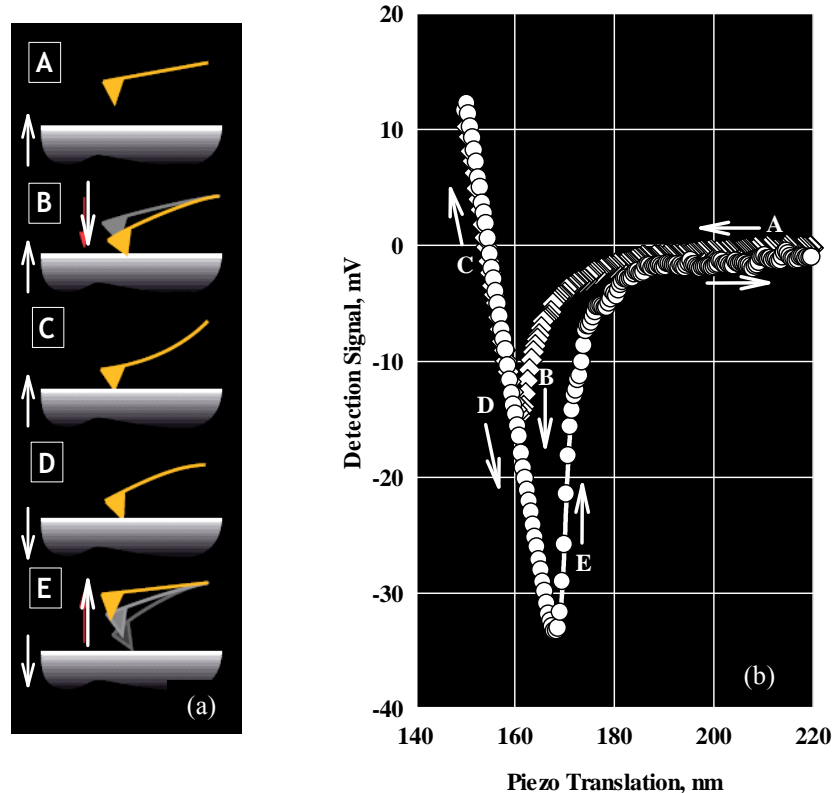 A
B
C
D
E
(a)
Detection Signal, mV
20
10
0
-10
-20
-30
-40
A
C
B
D
E
(b)
140
160
180
200
220
Piezo Translation, nm